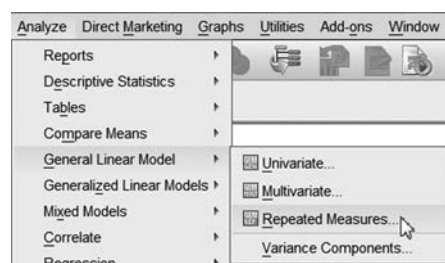 Analyze Direct Marketing Graphs Utilities Add-ons Window
Reports
Descriptive Statistics
Tables
Compare Means
General Linear Model
Generalized Linear Models
Mixed Models
Correlate
Regression
Univariate...
Multivariate...
Repeated Measures...
Variance Components...